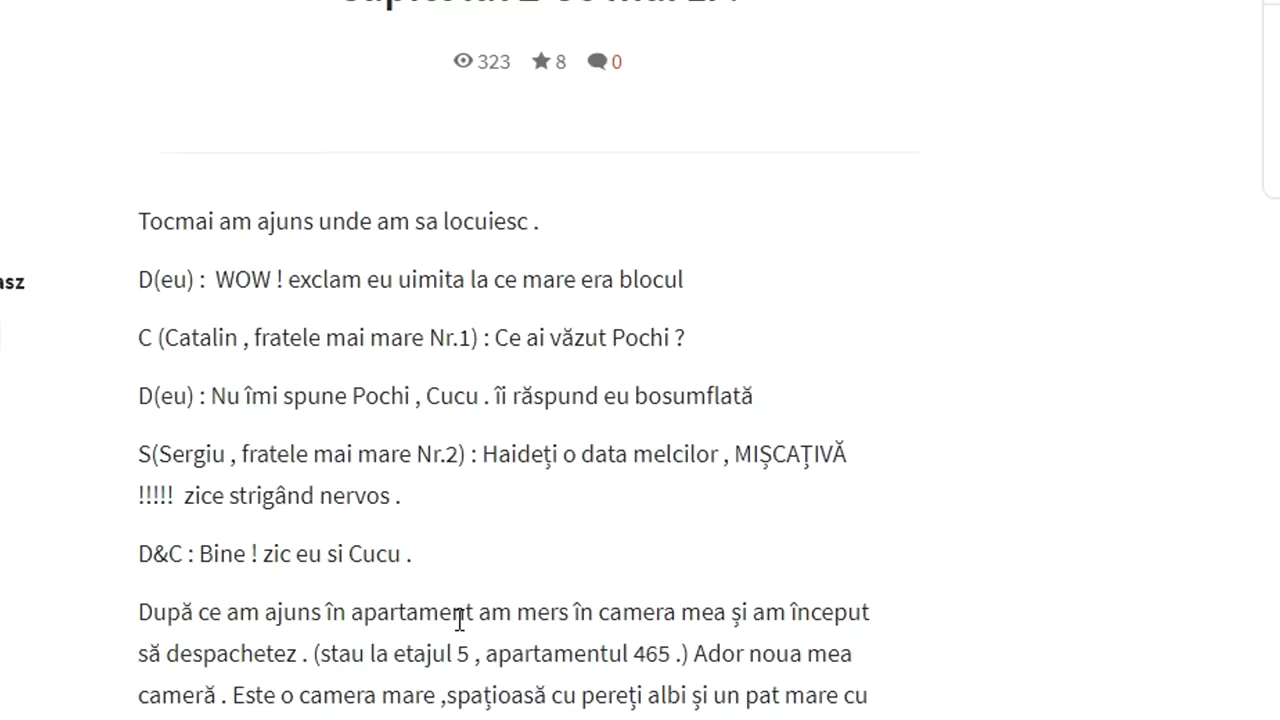 323 8 0
Tocmai am ajuns unde am sa locuiesc .
asz
D(eu) : WOW ! exclam eu uimita la ce mare era blocul
C (Catalin , fratele mai mare Nr.1) : Ce ai văzut Pochi ?
D(eu) : Nu îmi spune Pochi , Cucu . îi răspund eu bosumflată
S(Sergiu , fratele mai mare Nr.2) : Haideți o data melcilor , MIȘCAȚIVĂ
!!!!! zice strigând nervos .
D&C : Bine ! zic eu si Cucu .
După ce am ajuns în apartament am mers în camera mea și am început
să despachetez . (stau la etajul 5 , apartamentul 465 .) Ador noua mea
cameră . Este o camera mare ,spațioasă cu pereți albi și un pat mare cu